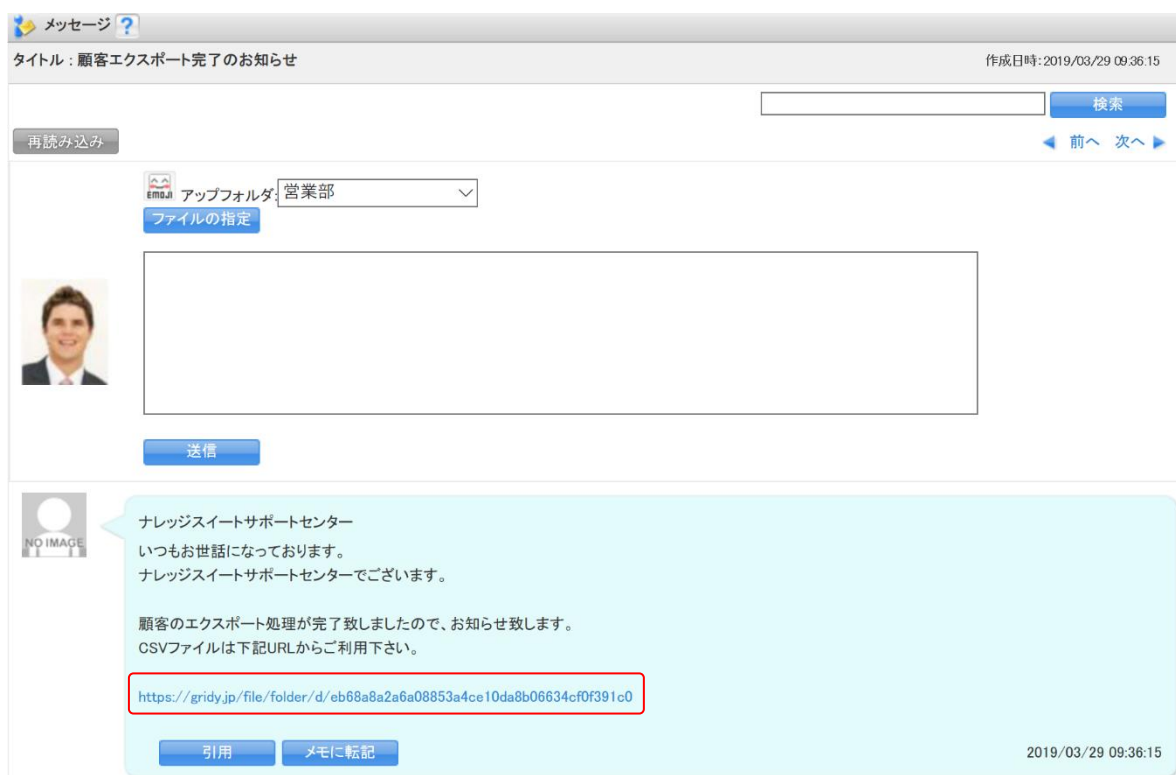 メッセージ ?
タイトル : 顧客エクスポート完了のお知らせ 作成日時:2019/03/29 09:36:15
検索
再読み込み ◀ 前へ 次へ ▶
EMOJI アップフォルダ: 営業部
ファイルの指定
送信
NO IMAGE
ナレッジスイートサポートセンター
いつもお世話になっております。
ナレッジスイートサポートセンターでございます。
顧客のエクスポート処理が完了致しましたので、お知らせ致します。
CSVファイルは下記URLからご利用下さい。
https://gridy.jp/file/folder/d/eb68a8a2a6a08853a4ce10da8b06634cf0f391c0
引用 メモに転記 2019/03/29 09:36:15